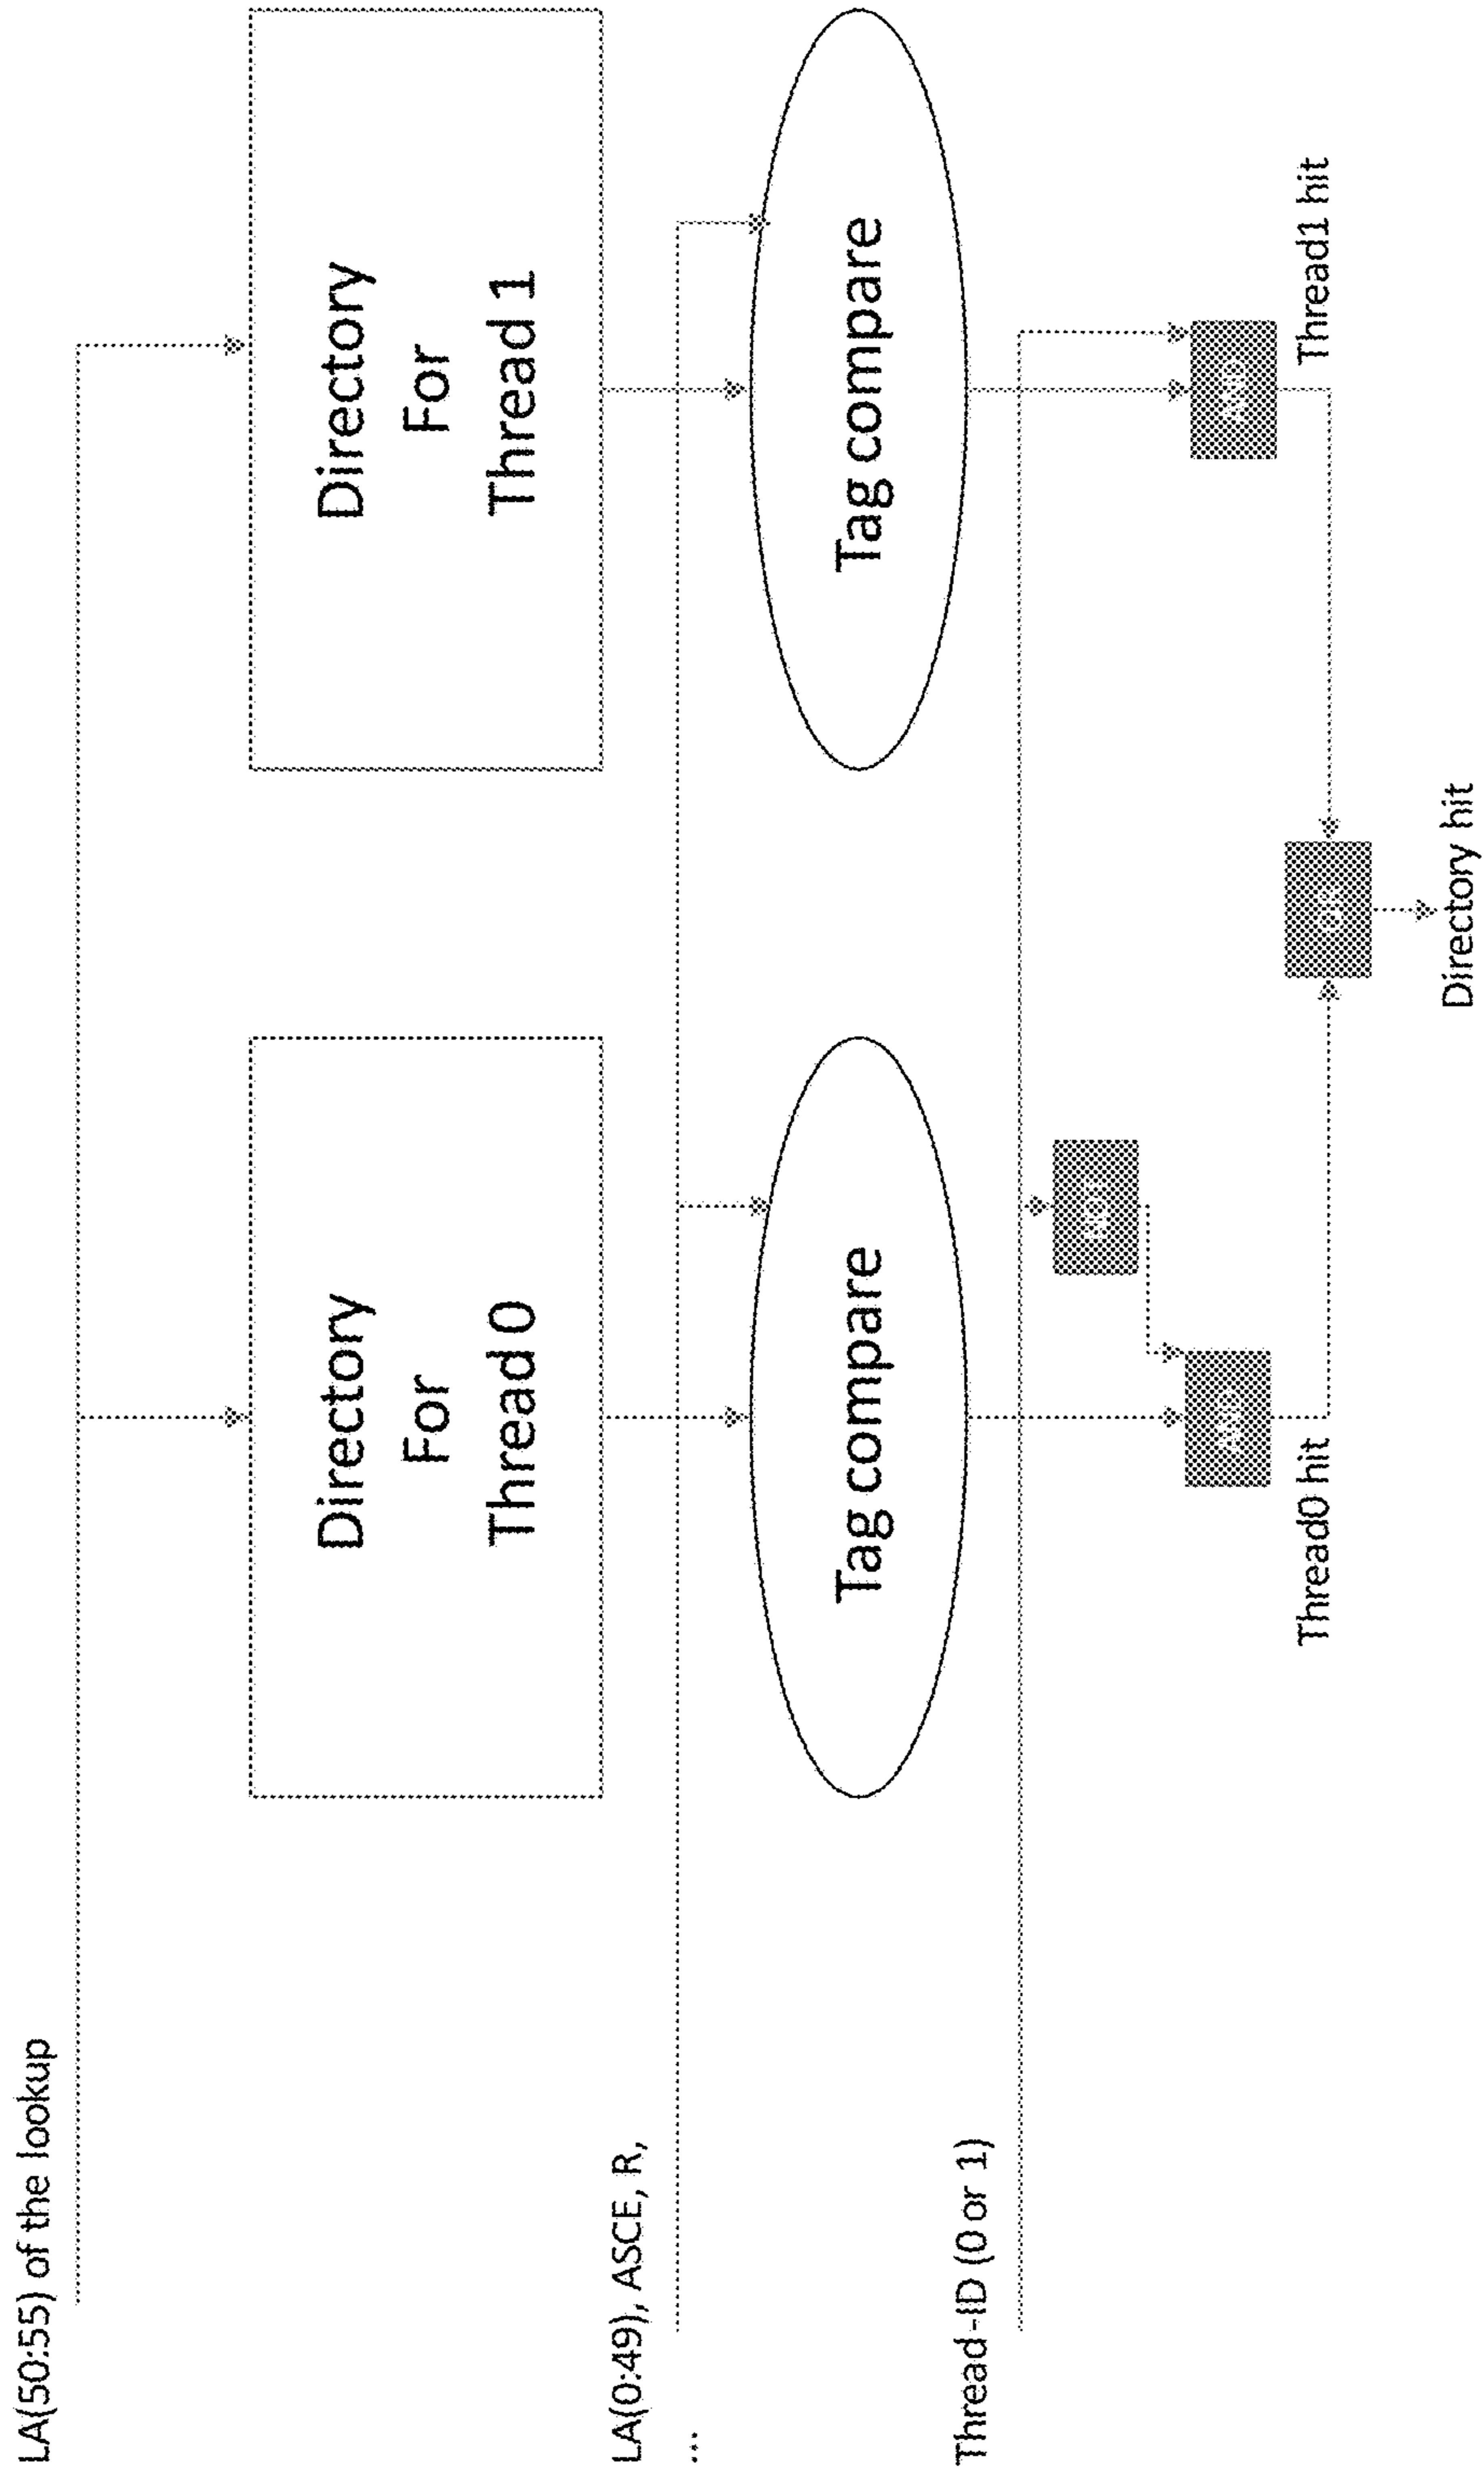 LA(50:55) of the lookup
Directory
For
Thread 0
Directory
For
Thread 1
LA(0:49), ASCE, R,
...
Tag compare
Tag compare
Thread-ID (0 or 1)
Thread0 hit
Thread1 hit
Directory hit